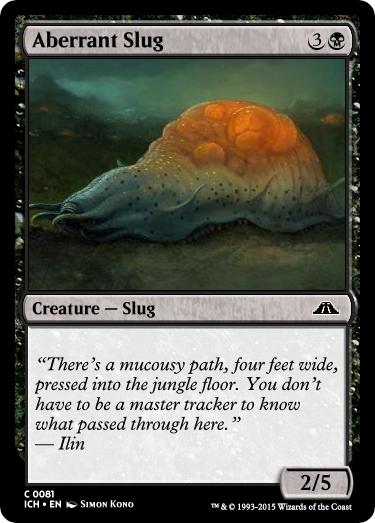 Aberrant Slug 3
Creature — Slug
“There's a mucousy path, four feet wide,
pressed into the jungle floor. You don't
have to be a master tracker to know
what passed through here.”
— Ilin
2/5
C 0081
ICH • EN Simon Kono
™ & © 1993-2015 Wizards of the Coast